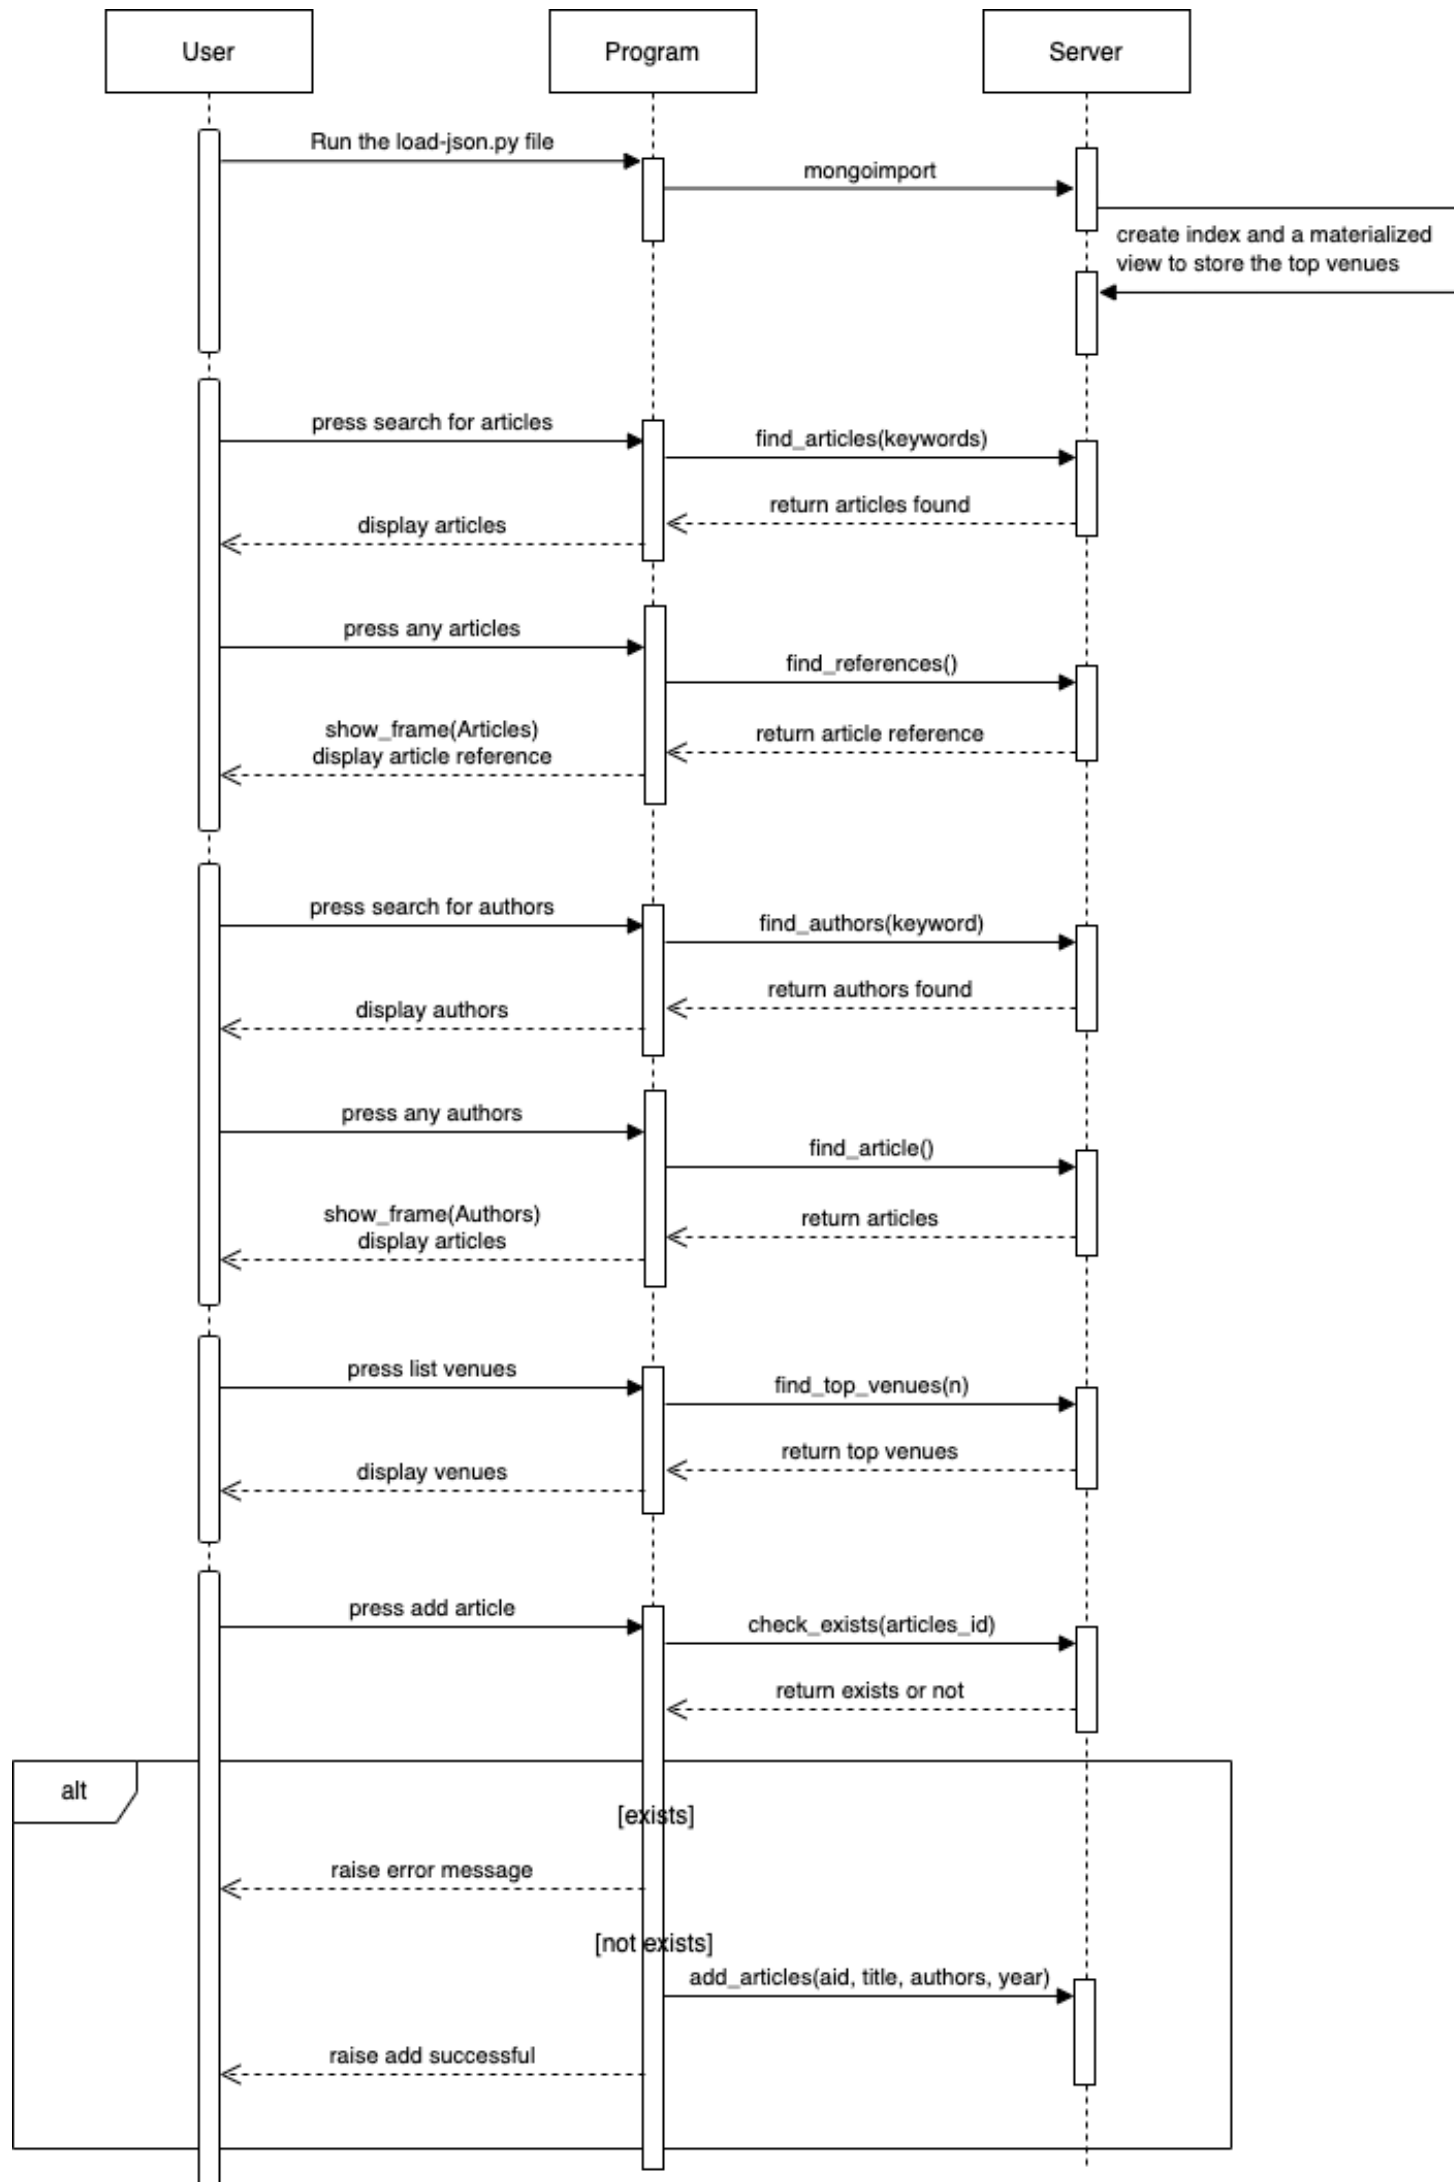 User
Program
Server
Run the load-json.py file
mongoimport
create index and a materialized
view to store the top venues
press search for articles
find_articles(keywords)
return articles found
display articles
press any articles
find_references()
show_frame(Articles)
display article reference
return article reference
press search for authors
find_authors(keyword)
return authors found
display authors
press any authors
find_article()
show_frame(Authors)
display articles
return articles
press list venues
find_top_venues(n)
return top venues
display venues
press add article
check_exists(articles_id)
return exists or not
alt
[exists]
raise error message
[not exists]
add_articles(aid, title, authors, year)
raise add successful